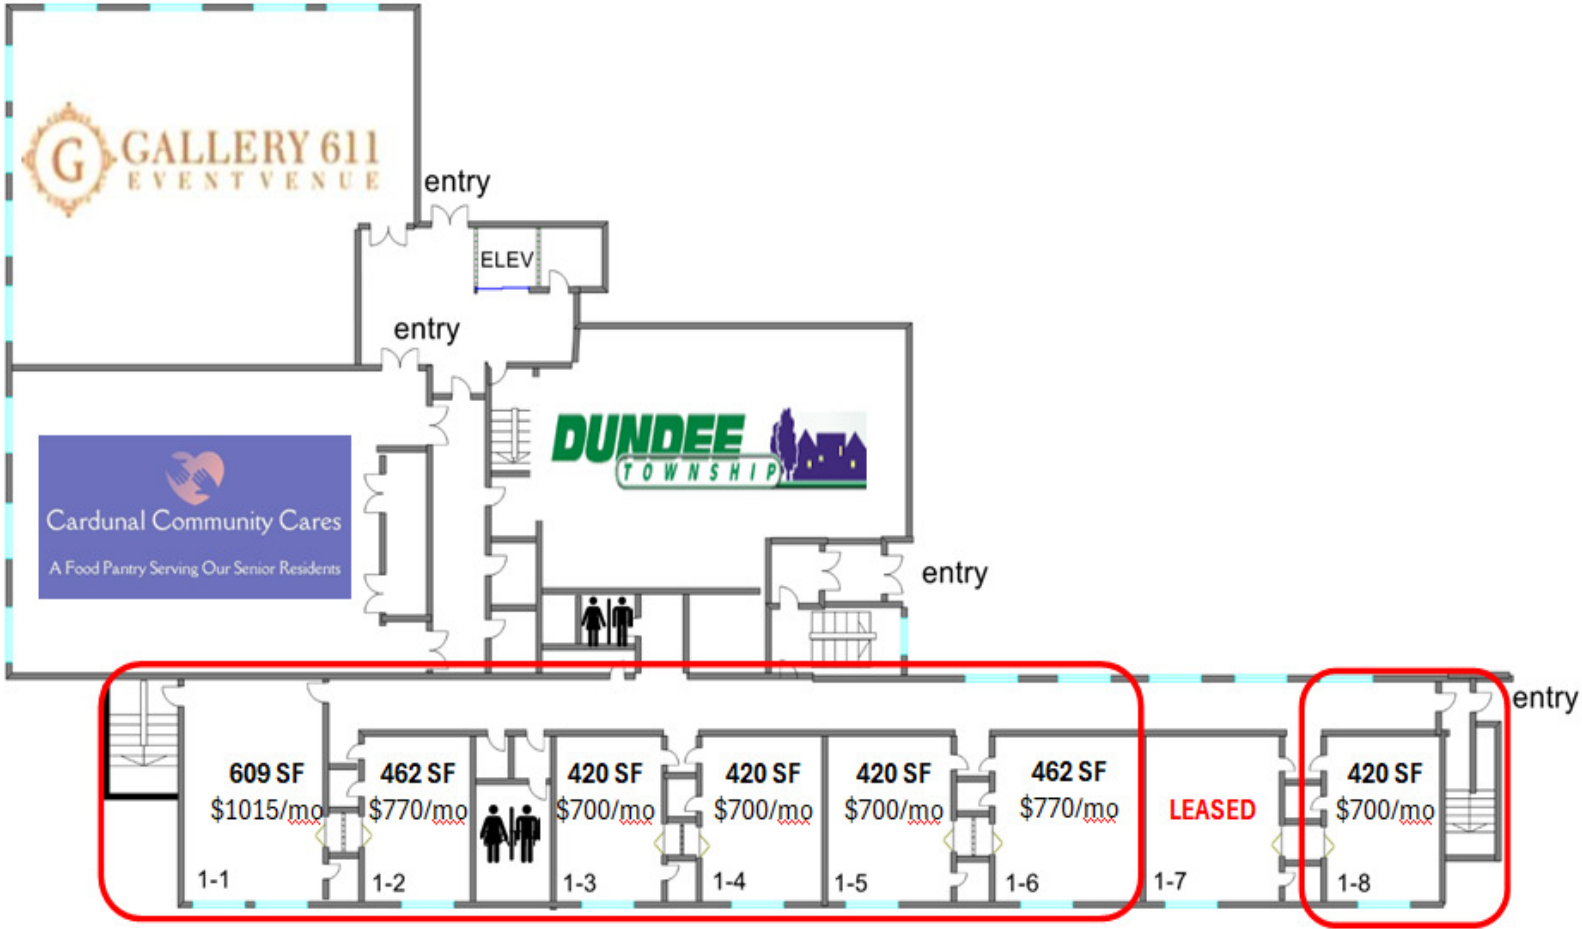 G GALLERY 611
EVENT VENUE
entry
ELEV
entry
DUNDEE
TOWNSHIP
Cardunal Community Cares
A Food Pantry Serving Our Senior Residents
entry
entry
609 SF
$1015/mo
1-1
462 SF
$770/mo
1-2
420 SF
$700/mo
1-3
420 SF
$700/mo
1-4
420 SF
$700/mo
1-5
462 SF
$770/mo
1-6
LEASED
1-7
420 SF
$700/mo
1-8